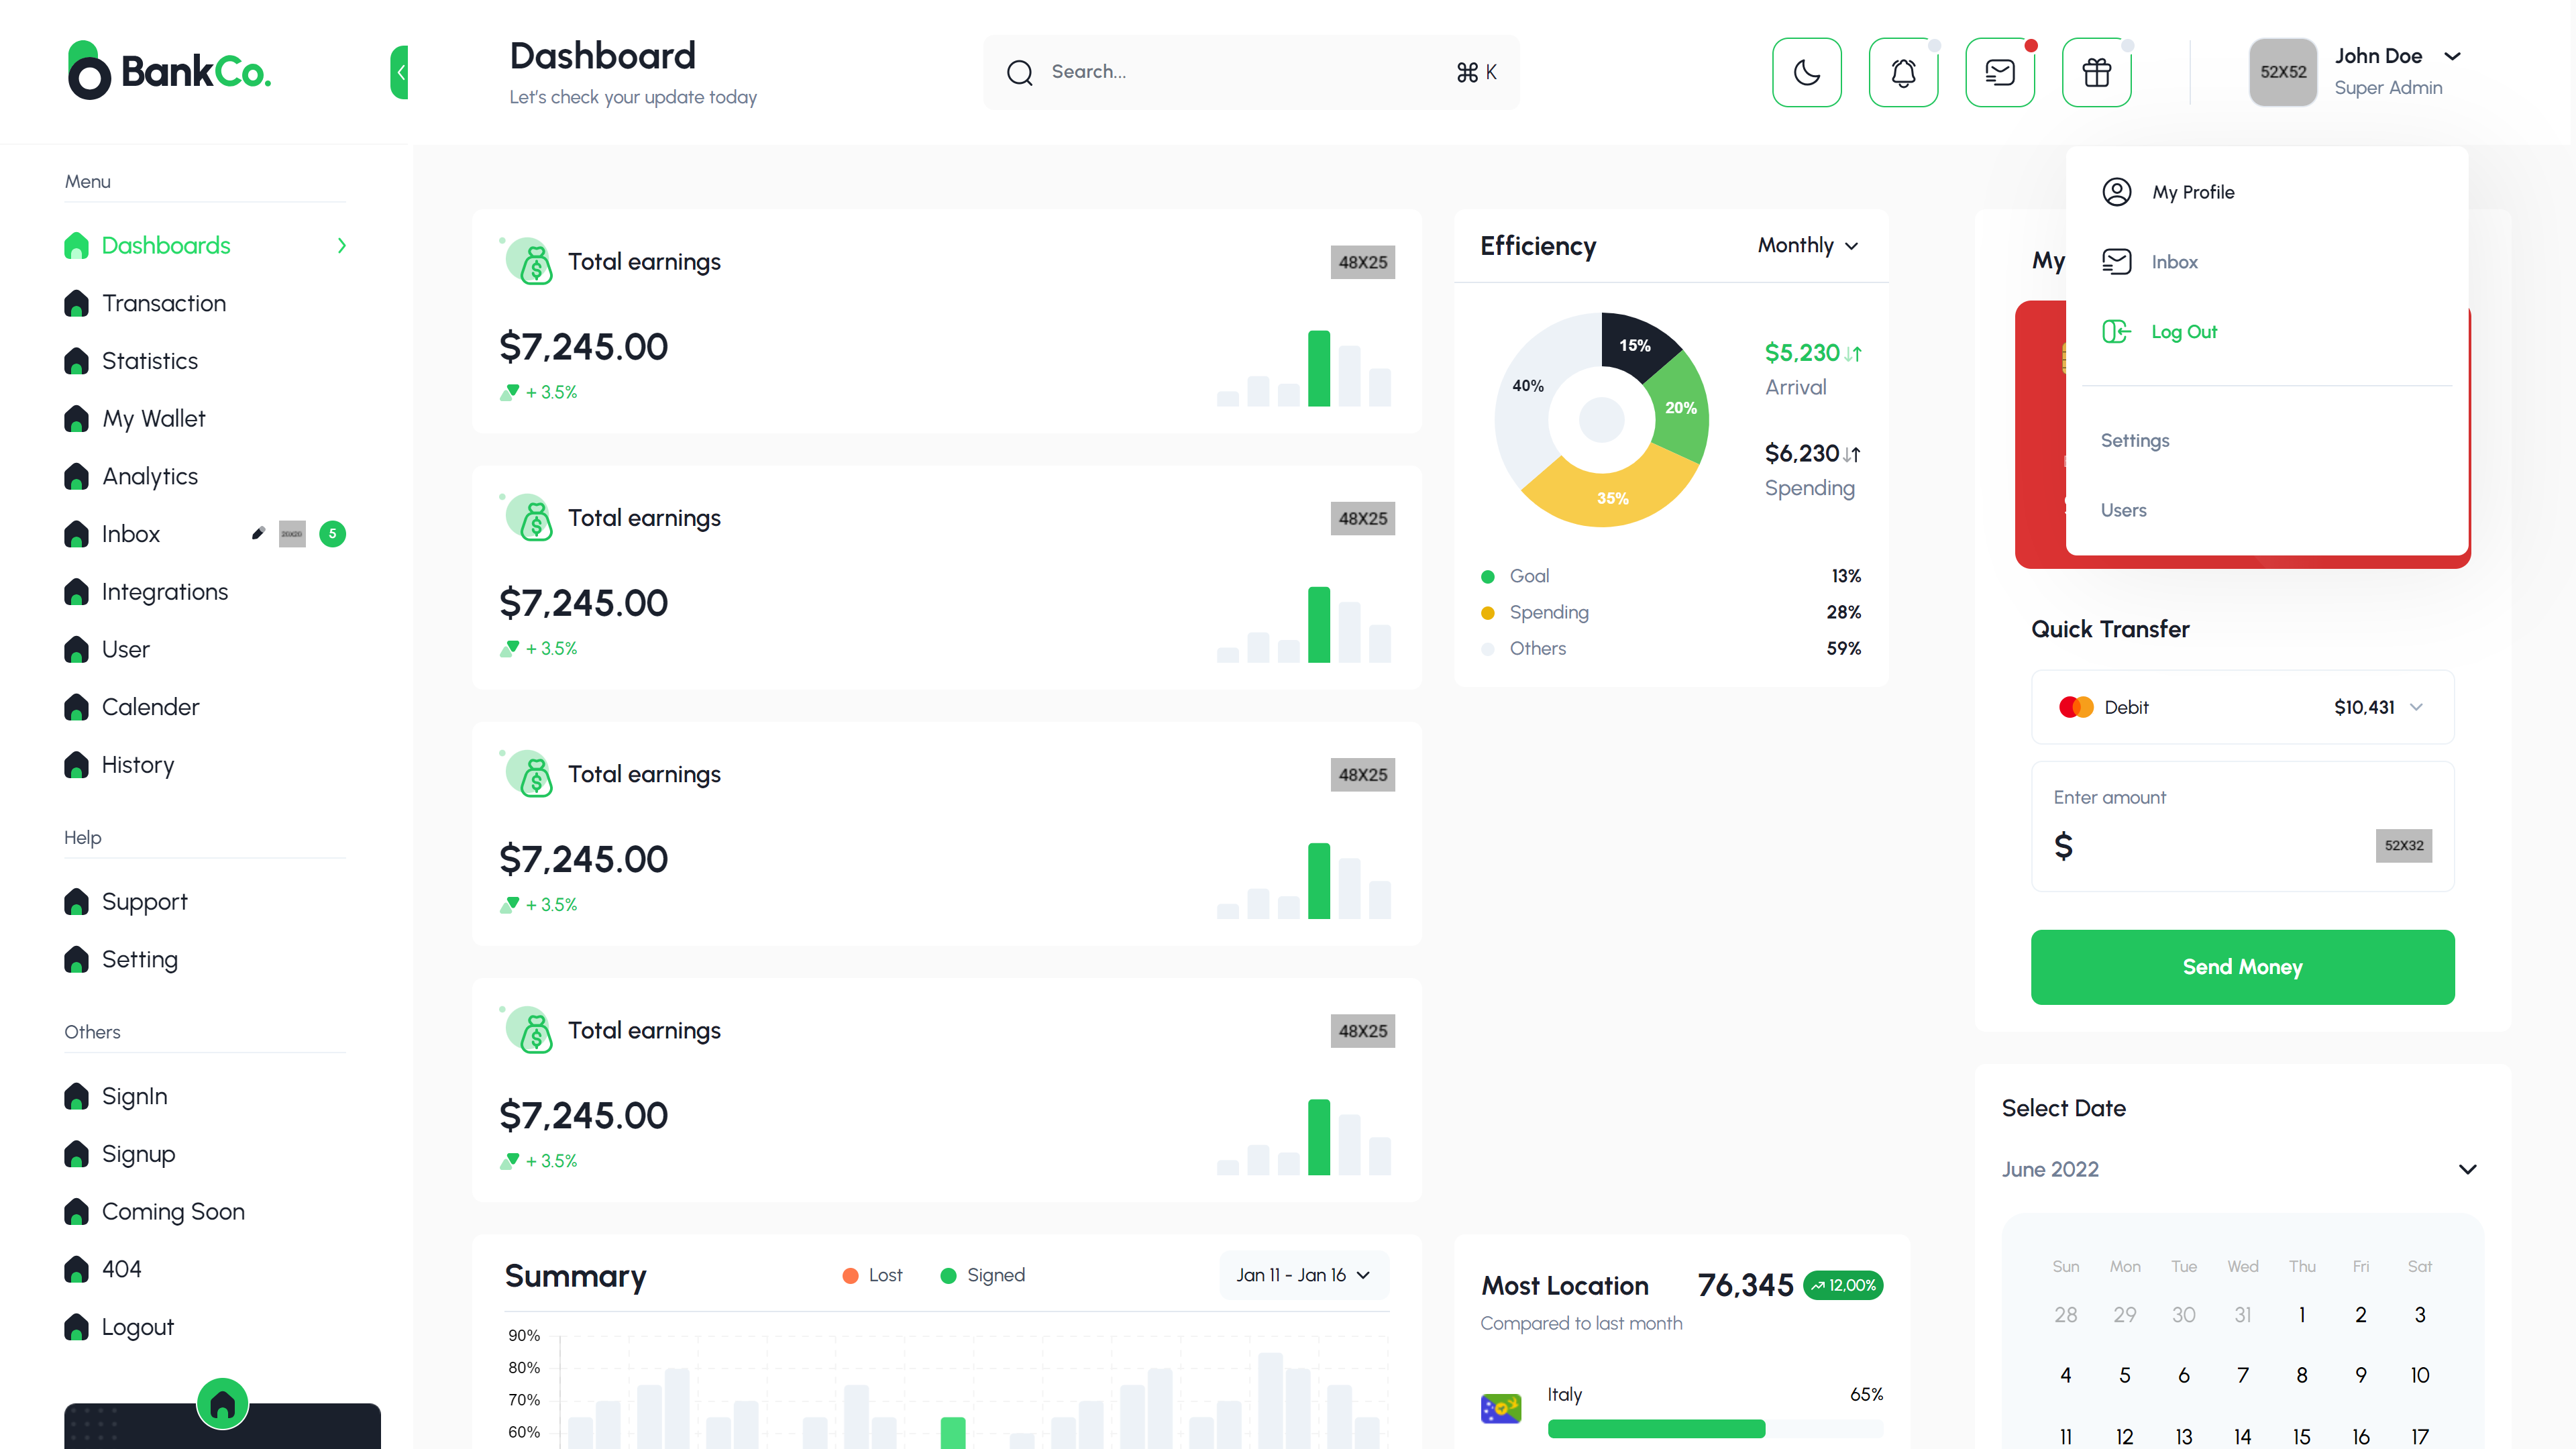 BankCo.
Dashboard
Let's check your update today
Search...
⌘ K
52X52
John Doe
Super Admin
Menu
Dashboards
Transaction
Statistics
My Wallet
Analytics
Inbox
20X20
5
Integrations
User
Calender
History
Help
Support
Setting
Others
SignIn
Signup
Coming Soon
404
Logout
Total earnings
48X25
$7,245.00
+ 3.5%
Total earnings
48X25
$7,245.00
+ 3.5%
Total earnings
48X25
$7,245.00
+ 3.5%
Total earnings
48X25
$7,245.00
+ 3.5%
Efficiency
Monthly
15%
40%
20%
35%
$5,230
Arrival
$6,230
Spending
Goal 13%
Spending 28%
Others 59%
My
My Profile
Inbox
Log Out
Settings
Users
Quick Transfer
Debit $10,431
Enter amount
$
52X32
Send Money
Select Date
June 2022
Sun Mon Tue Wed Thu Fri Sat
28 29 30 31 1 2 3
4 5 6 7 8 9 10
11 12 13 14 15 16 17
Summary
Lost
Signed
Jan 11 - Jan 16
90%
80%
70%
60%
Most Location
76,345
12,00%
Compared to last month
Italy
65%